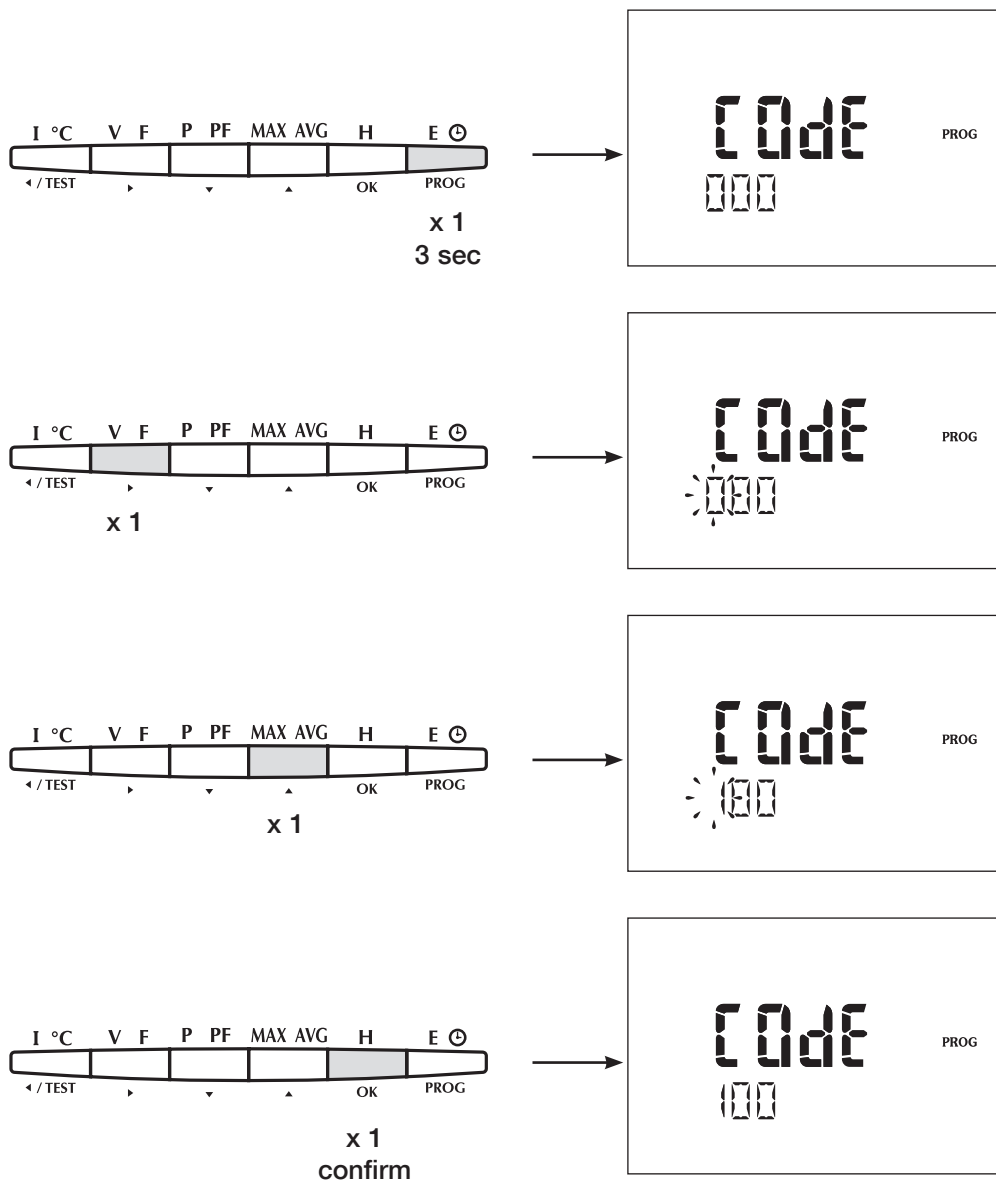 I °C V F P PF MAX AVG H E
/ TEST OK PROG
x 1
3 sec
COdE
PROG
000
I °C V F P PF MAX AVG H E
/ TEST OK PROG
x 1
COdE
PROG
000
I °C V F P PF MAX AVG H E
/ TEST OK PROG
x 1
COdE
PROG
100
I °C V F P PF MAX AVG H E
/ TEST OK PROG
x 1
confirm
COdE
PROG
100